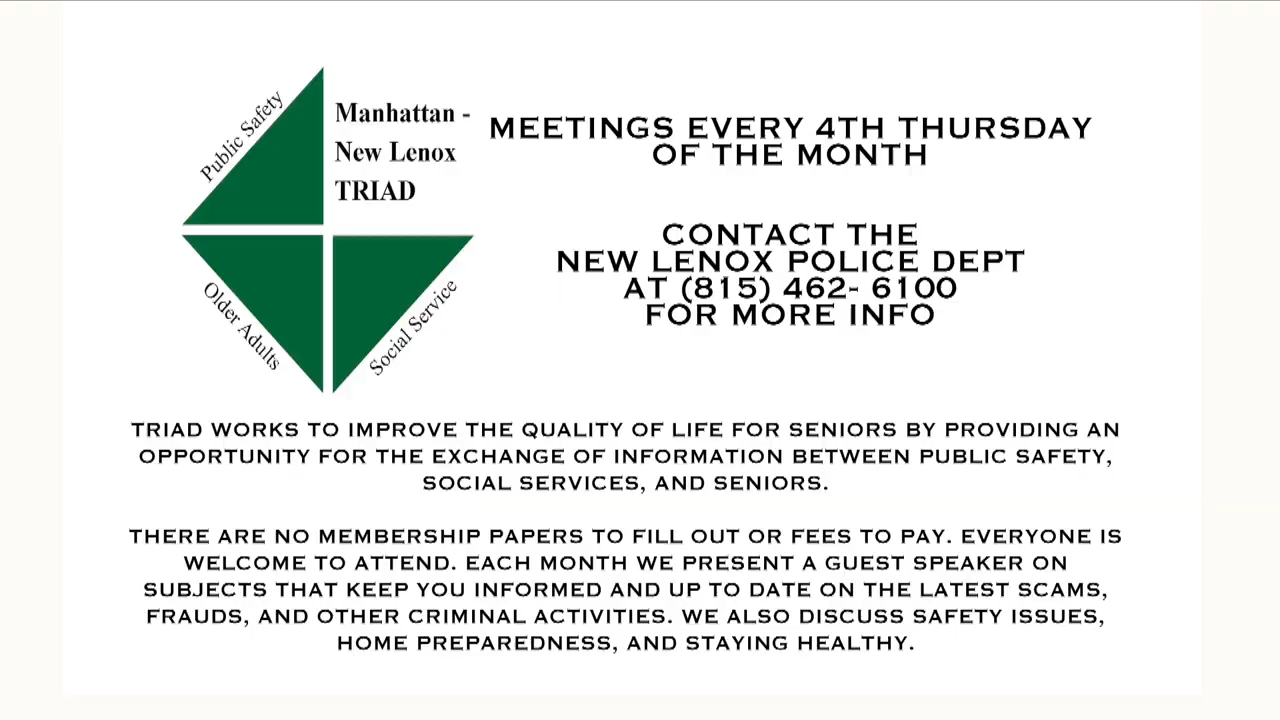 Public Safety
Manhattan -
New Lenox
TRIAD
Older Adults
Social Service
MEETINGS EVERY 4TH THURSDAY
OF THE MONTH
CONTACT THE
NEW LENOX POLICE DEPT
AT (815) 462- 6100
FOR MORE INFO
TRIAD WORKS TO IMPROVE THE QUALITY OF LIFE FOR SENIORS BY PROVIDING AN
OPPORTUNITY FOR THE EXCHANGE OF INFORMATION BETWEEN PUBLIC SAFETY,
SOCIAL SERVICES, AND SENIORS.
THERE ARE NO MEMBERSHIP PAPERS TO FILL OUT OR FEES TO PAY. EVERYONE IS
WELCOME TO ATTEND. EACH MONTH WE PRESENT A GUEST SPEAKER ON
SUBJECTS THAT KEEP YOU INFORMED AND UP TO DATE ON THE LATEST SCAMS,
FRAUDS, AND OTHER CRIMINAL ACTIVITIES. WE ALSO DISCUSS SAFETY ISSUES,
HOME PREPAREDNESS, AND STAYING HEALTHY.